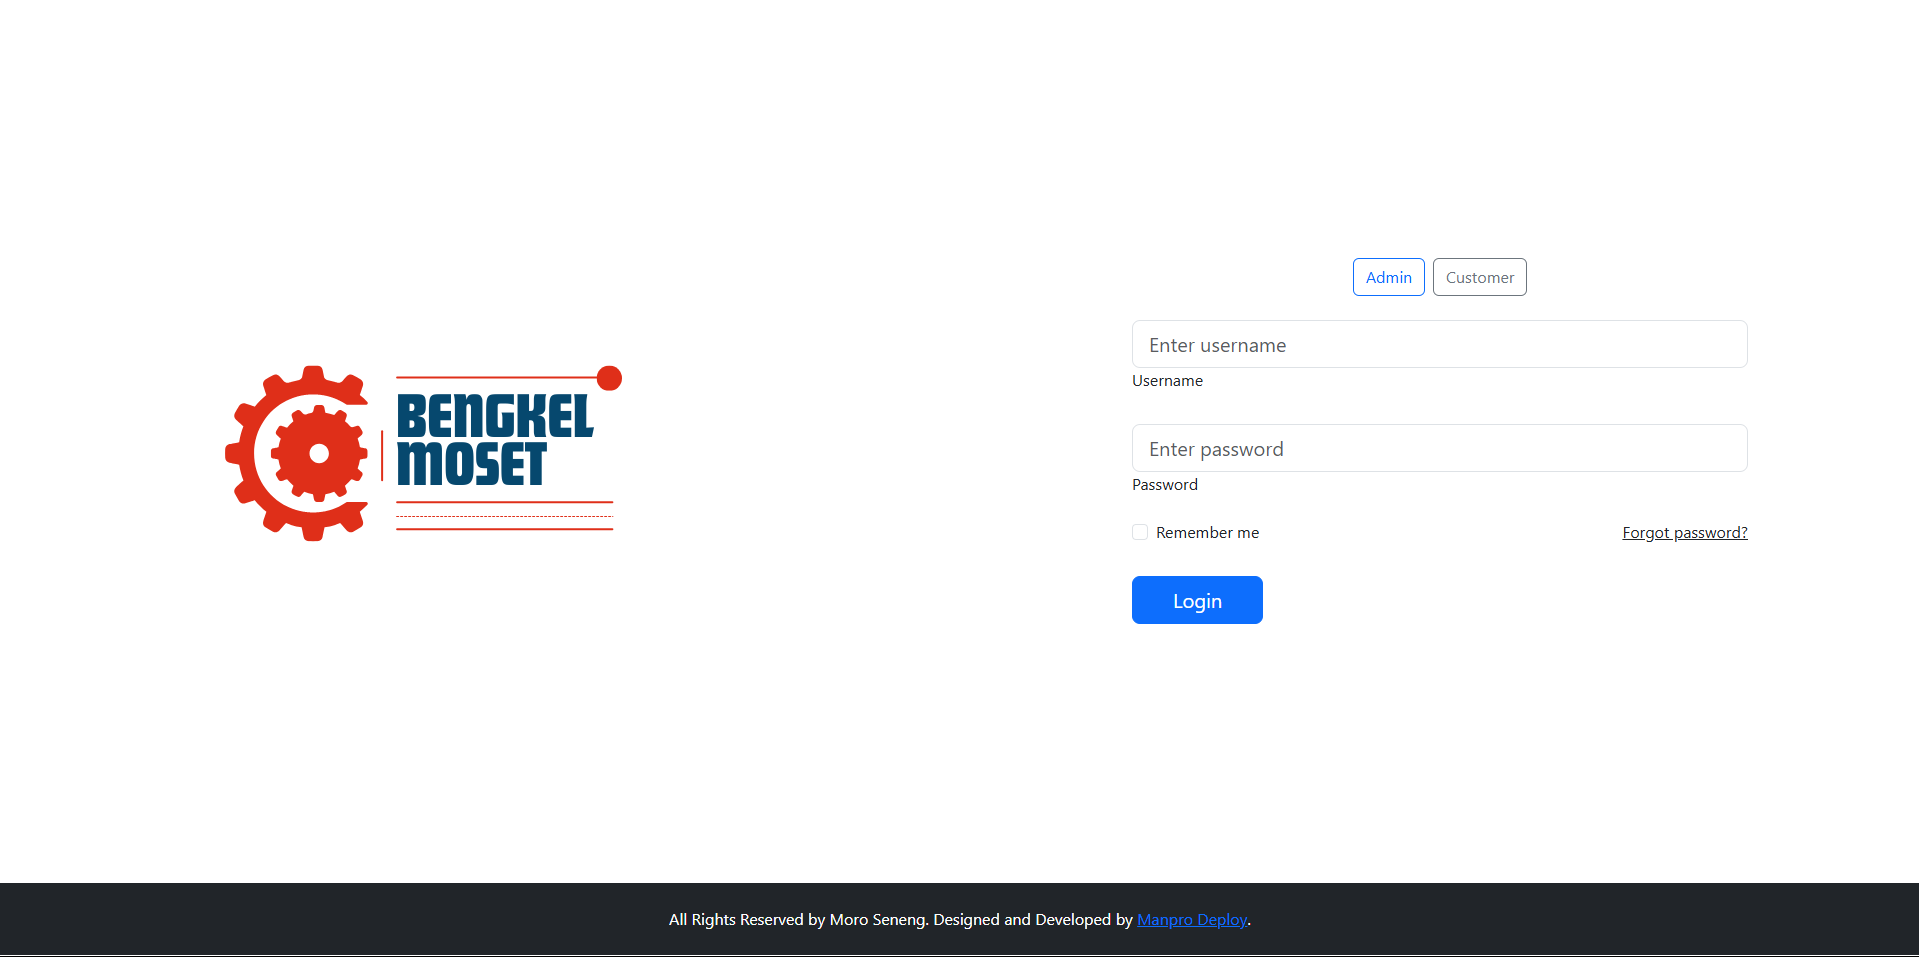 BENGKEL
MOSET
Admin
Customer
Enter username
Username
Enter password
Password
Remember me
Forgot password?
Login
All Rights Reserved by Moro Seneng. Designed and Developed by Manpro Deploy.